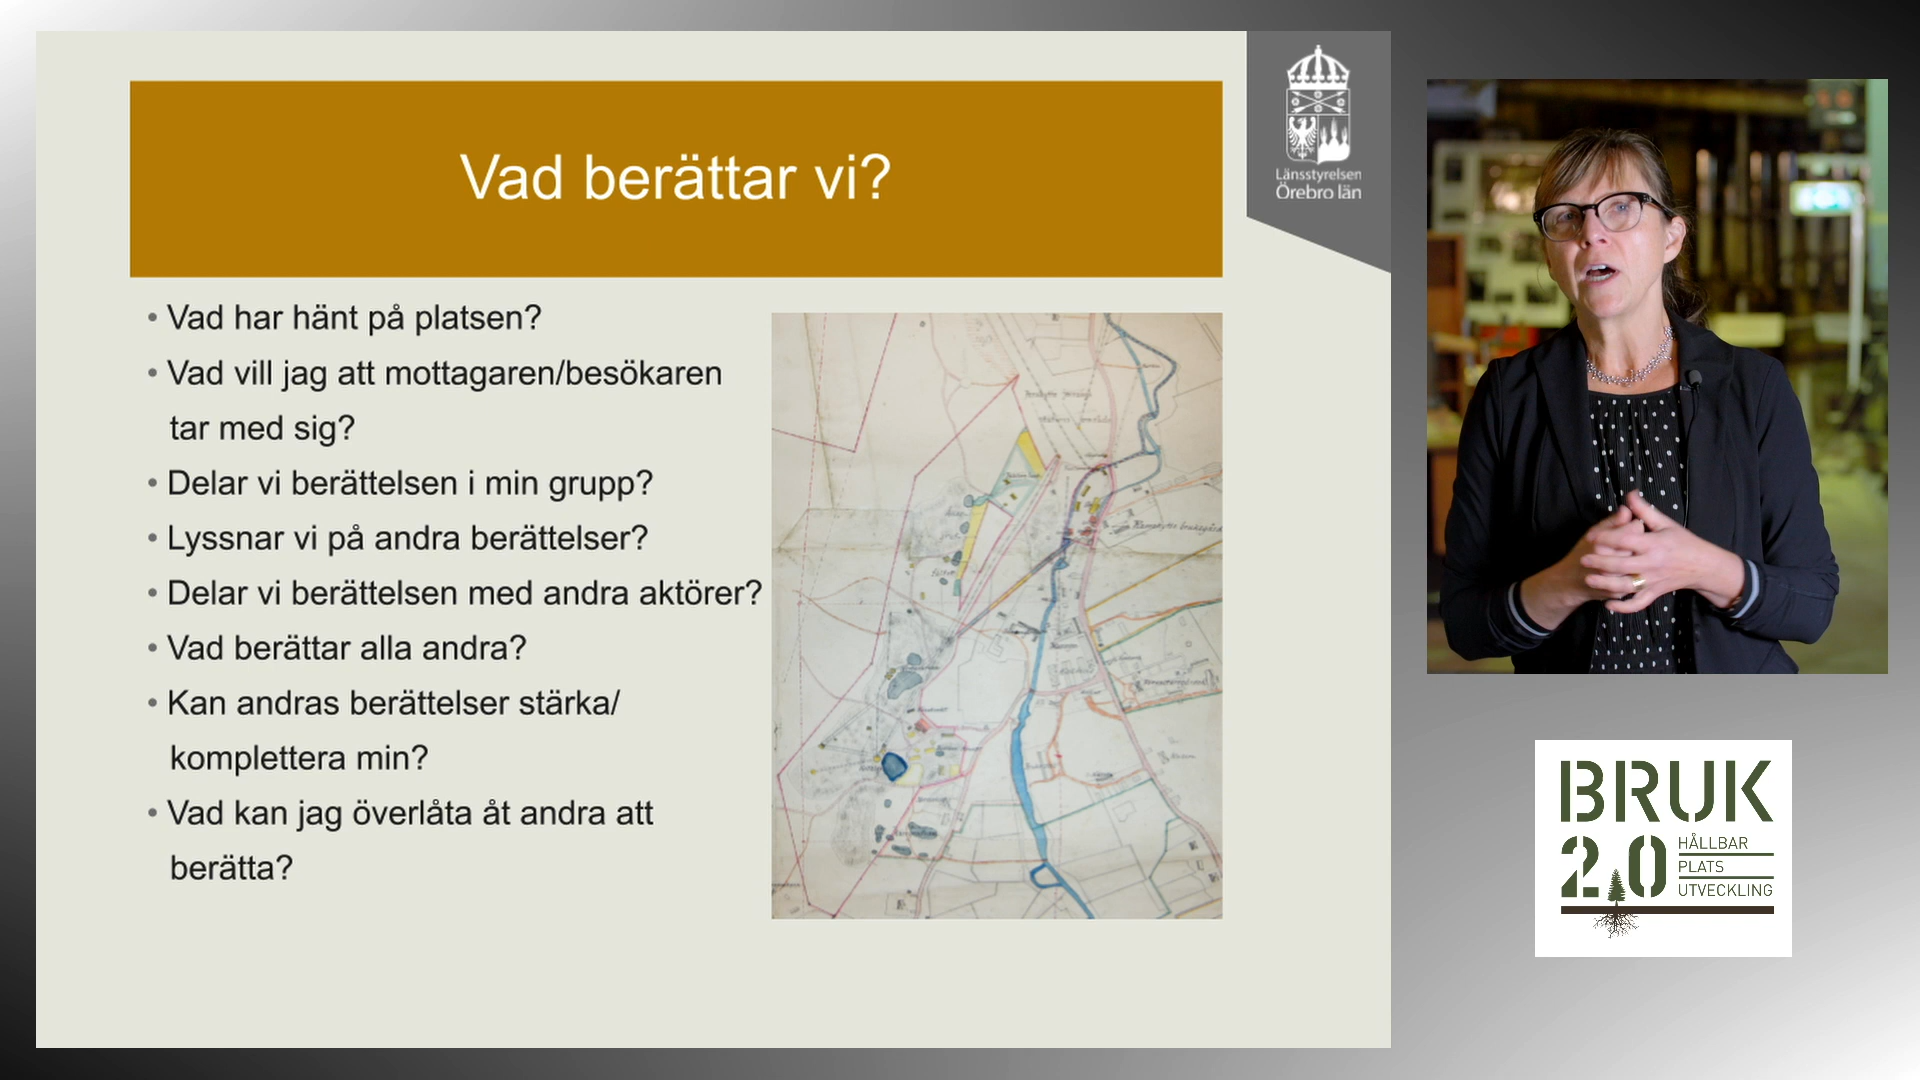 Vad berättar vi?
Länsstyrelsen
Örebro län
• Vad har hänt på platsen?
• Vad vill jag att mottagaren/besökaren
tar med sig?
• Delar vi berättelsen i min grupp?
• Lyssnar vi på andra berättelser?
• Delar vi berättelsen med andra aktörer?
• Vad berättar alla andra?
• Kan andras berättelser stärka/
komplettera min?
• Vad kan jag överlåta åt andra att
berätta?
BRUK
2.0
HÅLLBAR
PLATS
UTVECKLING